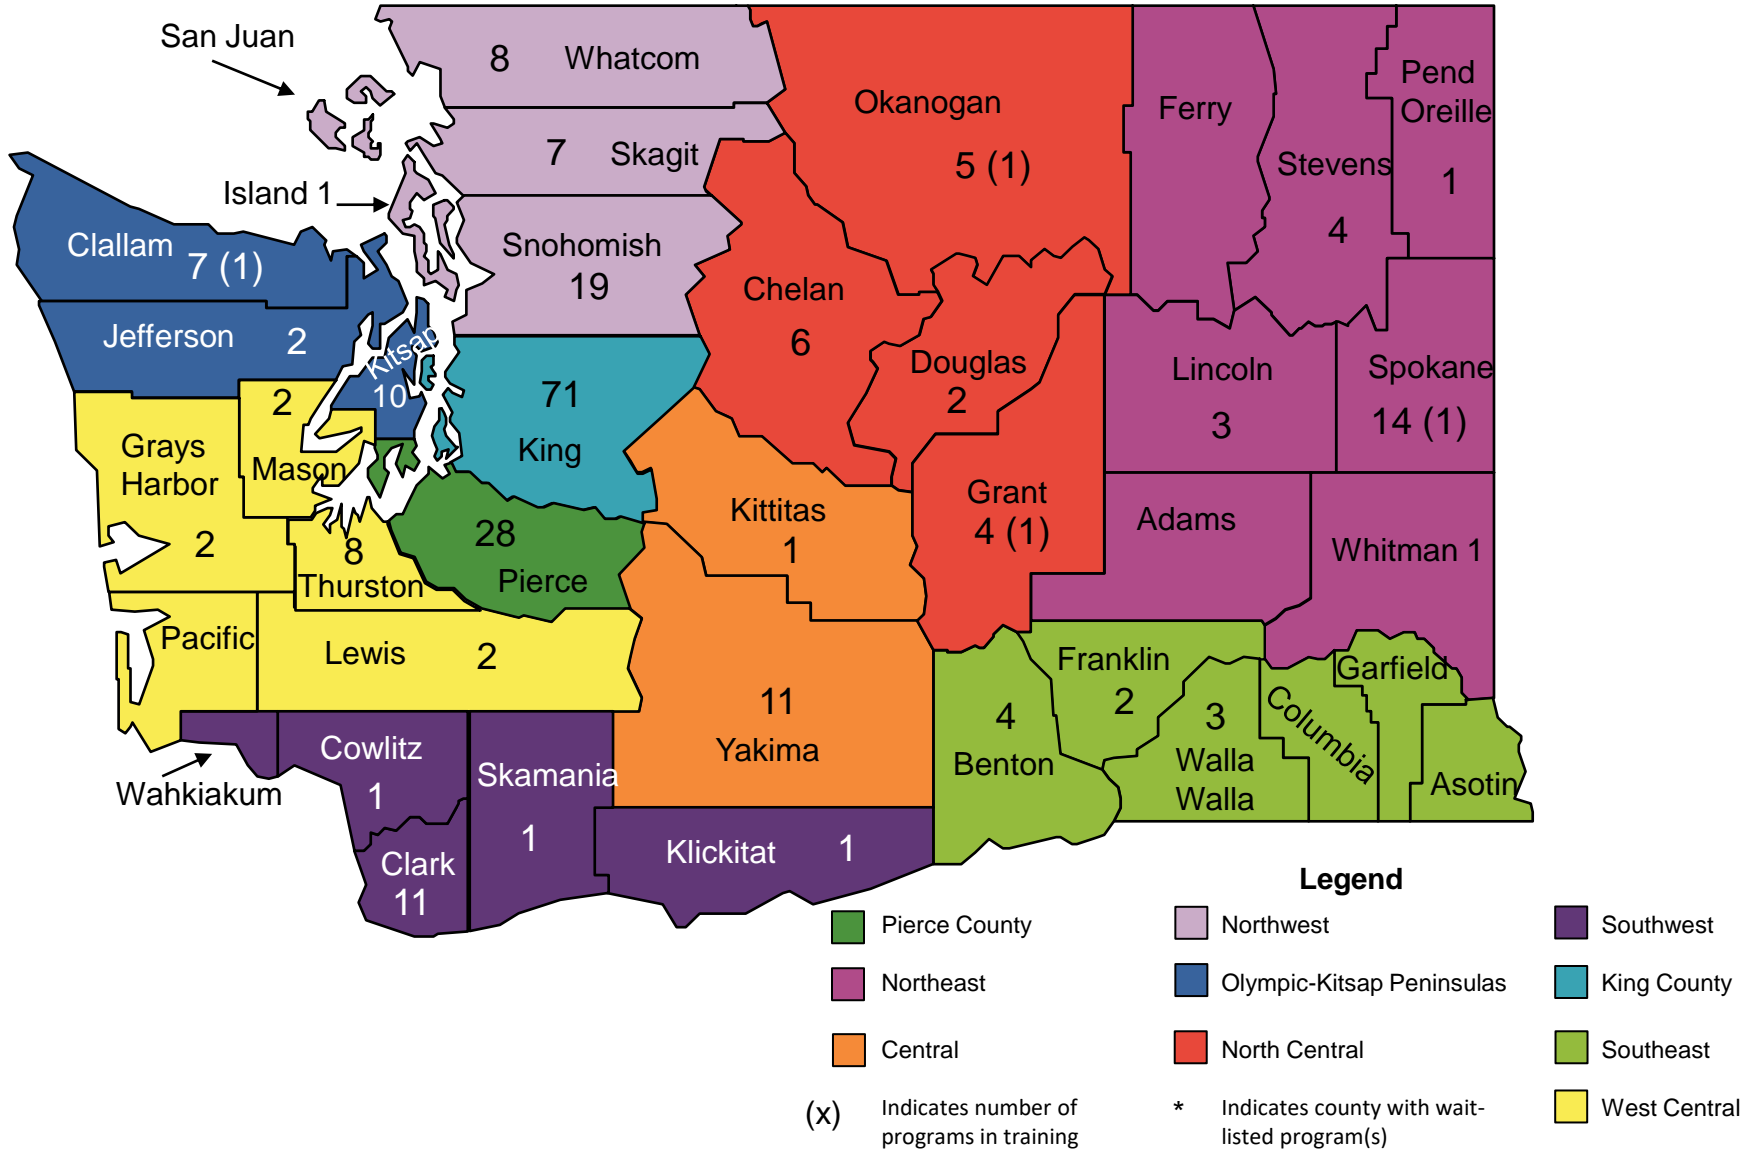 San Juan
8 Whatcom
7 Skagit
Island 1
Snohomish
19
Okanogan
5 (1)
Ferry
Stevens
4
Pend
Oreille
1
Clallam 7 (1)
Jefferson 2
Kitsap
10
Chelan
6
Douglas
2
Lincoln
3
Spokane
14 (1)
71
King
2
Mason
Grays
Harbor
2
8
Thurston
28
Pierce
Kittitas
1
Grant
4 (1)
Adams
Whitman 1
Pacific
Lewis 2
11
Yakima
Franklin
2
4
Benton
3
Walla
Walla
Columbia
Garfield
Asotin
Wahkiakum
Cowlitz
1
Skamania
1
Clark
11
Klickitat 1
Legend
Pierce County
Northwest
Southwest
Northeast
Olympic-Kitsap Peninsulas
King County
Central
North Central
Southeast
West Central
(x) Indicates number of
programs in training
* Indicates county with wait-
listed program(s)